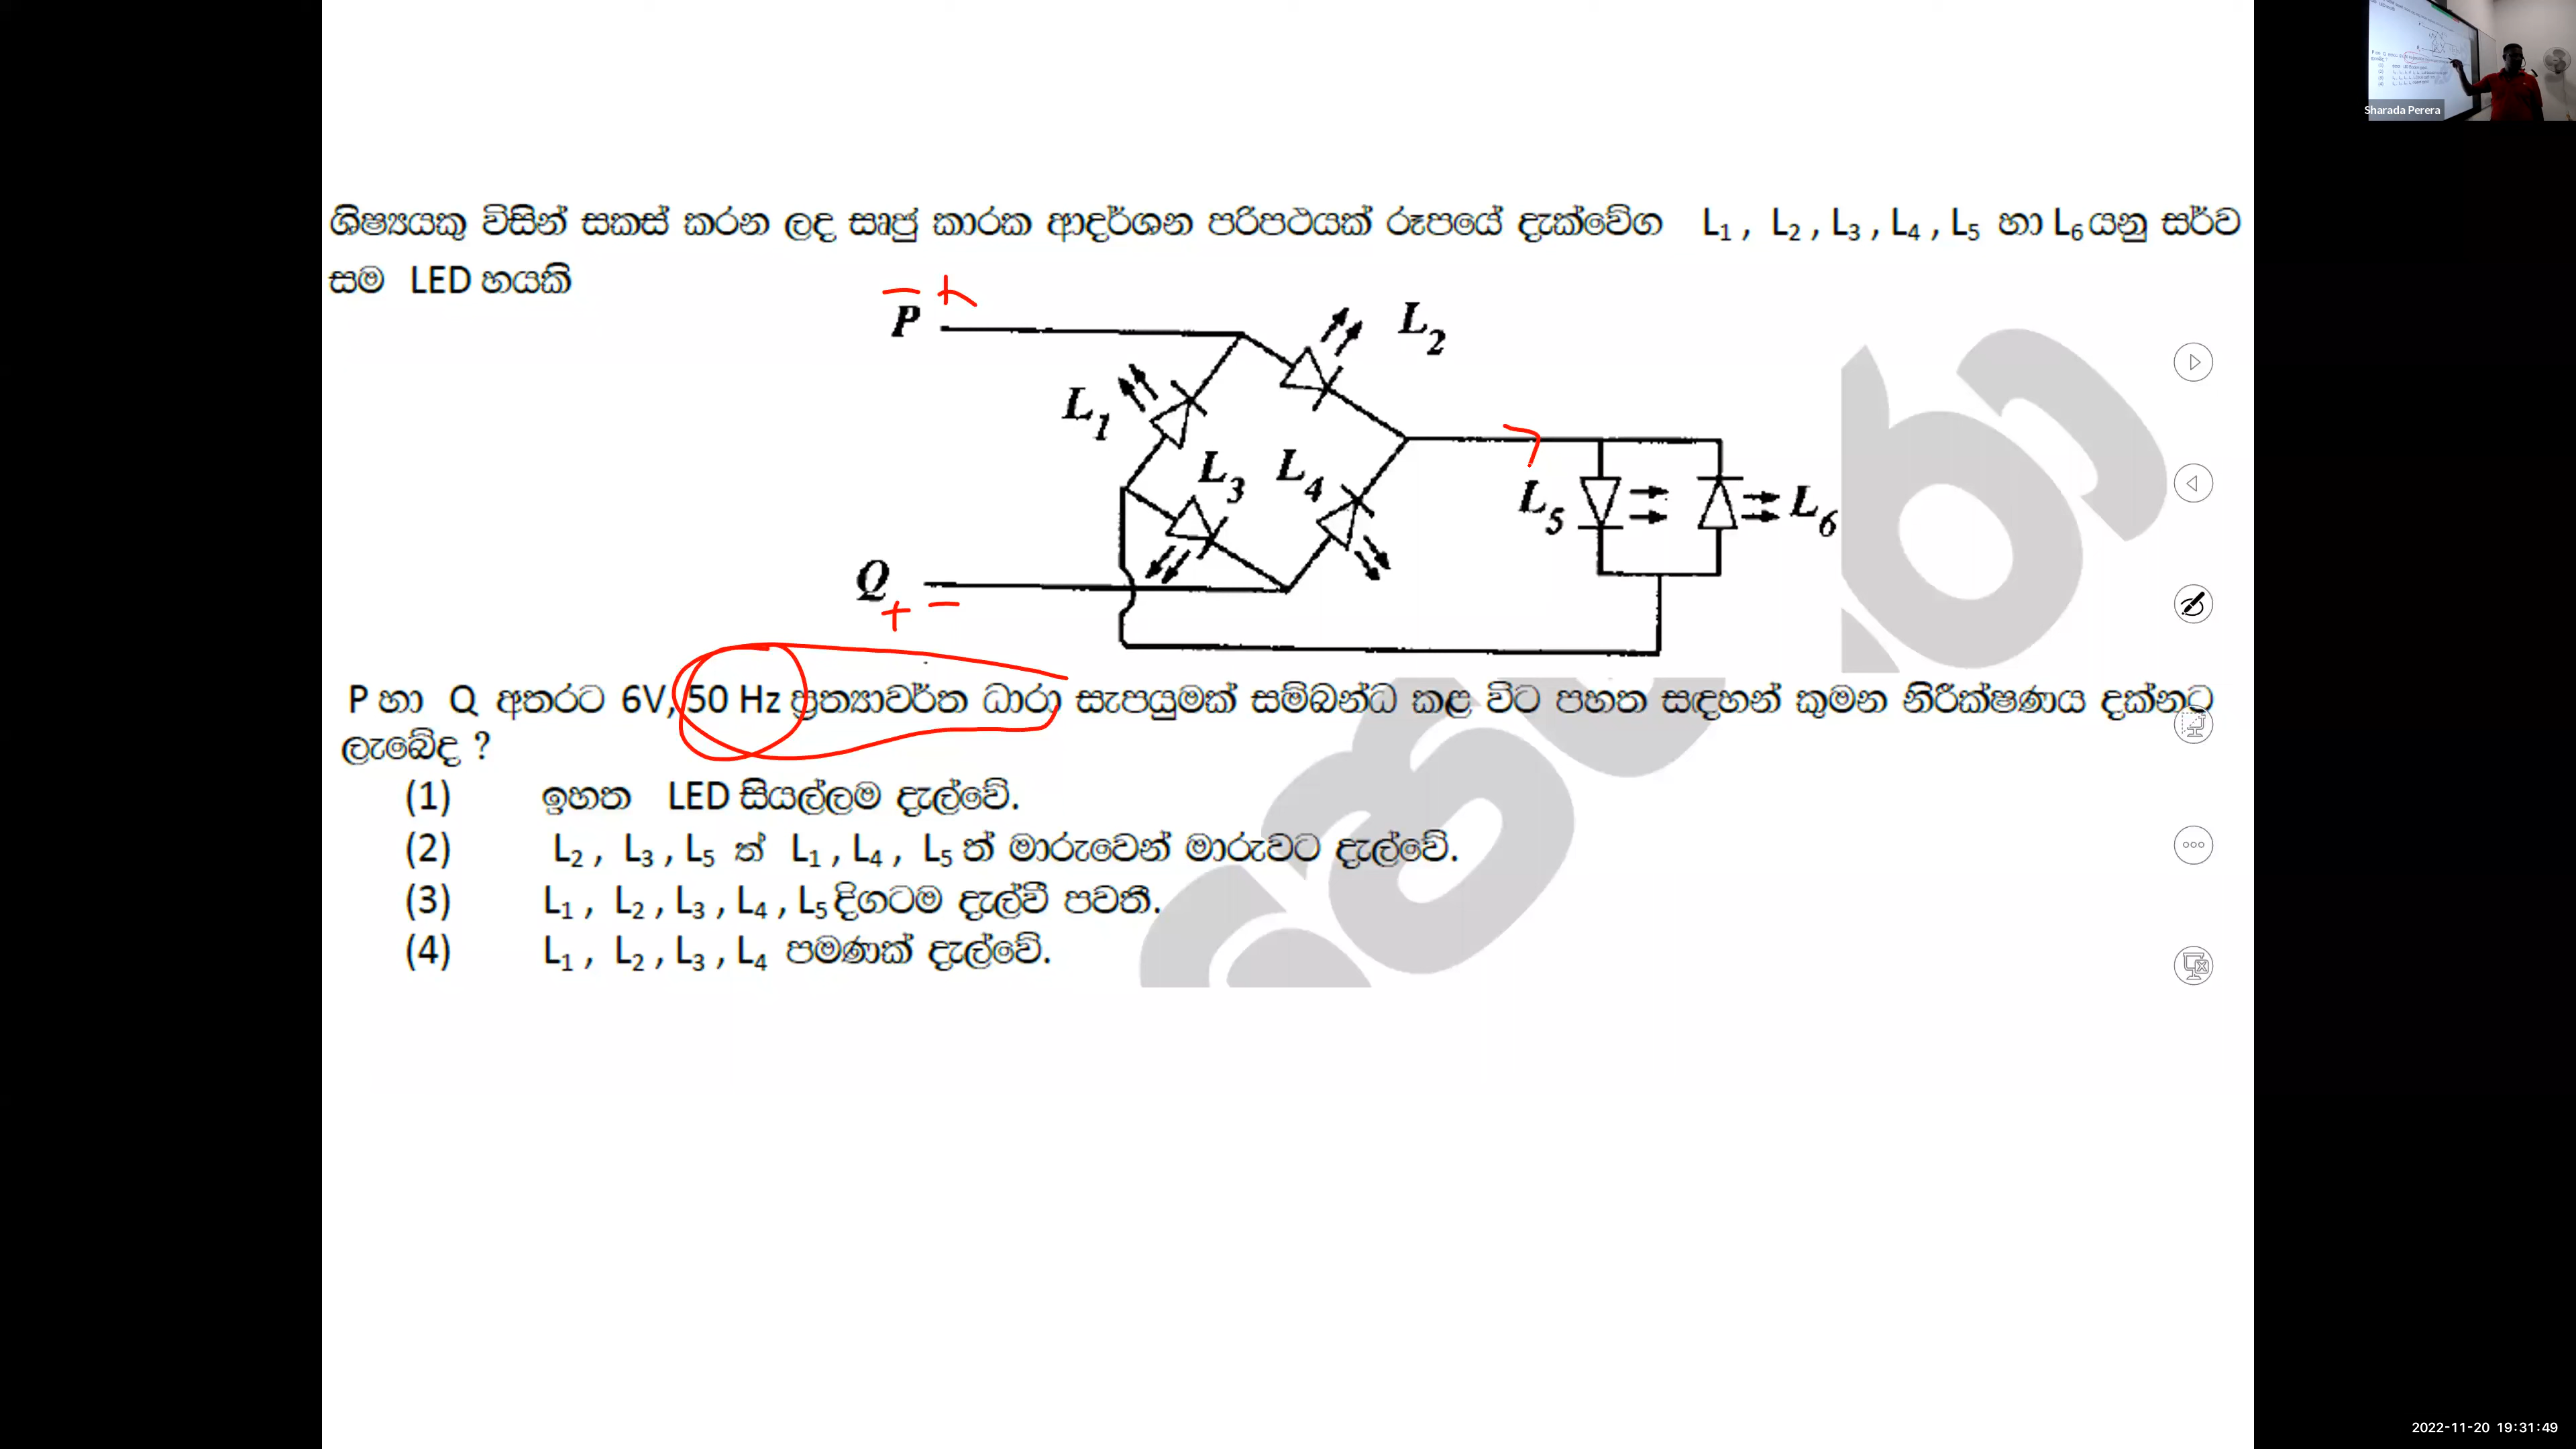 Sharada Perera
ශිෂ්‍යයකු විසින් සකස් කරන ලද සෘජු කාරක ආදර්ශන පරිපථයක් රූපයේ දැක්වේග L₁ , L₂ , L₃ , L₄ , L₅ හා L₆ යනු සර්ව
සම LED හයකි
P
L₂
L₁
L₃ L₄
L₅ L₆
Q
P හා Q අතරට 6V, 50 Hz ප්‍රත්‍යාවර්ත ධාරා සැපයුමක් සම්බන්ධ කළ විට පහත සඳහන් කුමන නිරීක්ෂණය දක්නට
ලැබේද ?
(1) ඉහත LED සියල්ලම දැල්වේ.
(2) L₂ , L₃ , L₅ ත් L₁ , L₄ , L₅ ත් මාරුවෙන් මාරුවට දැල්වේ.
(3) L₁ , L₂ , L₃ , L₄ , L₅ දිගටම දැල්වී පවතී.
(4) L₁ , L₂ , L₃ , L₄ පමණක් දැල්වේ.
2022-11-20 19:31:49